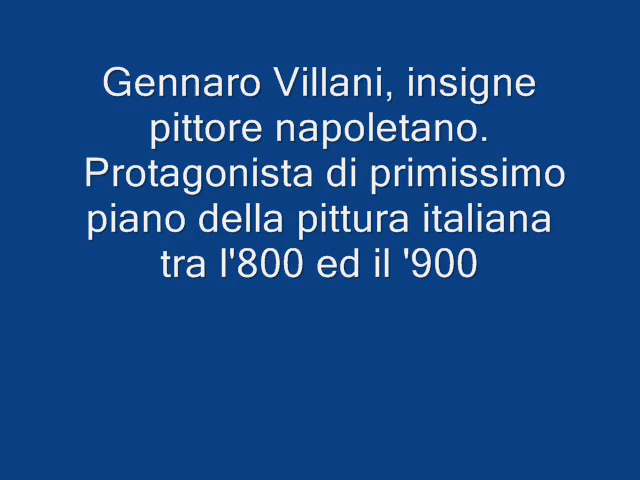 Gennaro Villani, insigne
pittore napoletano.
Protagonista di primissimo
piano della pittura italiana
tra l'800 ed il '900